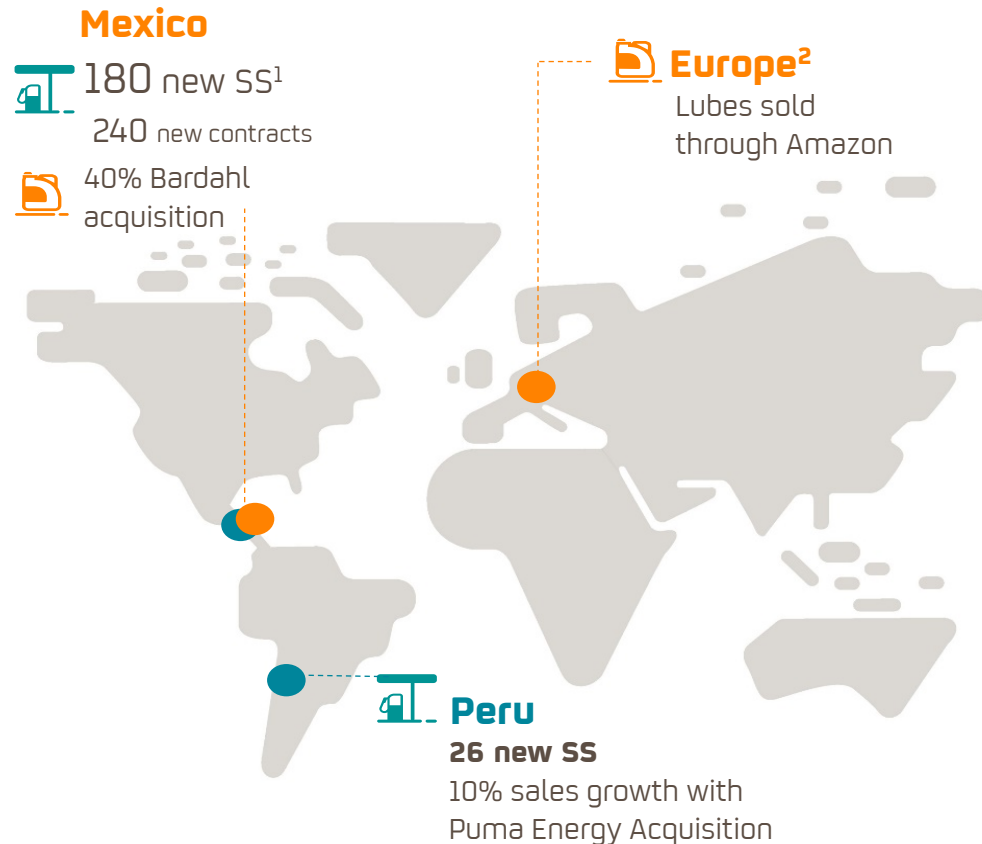 Mexico
180 new SS¹
240 new contracts
40% Bardahl
acquisition
Europe²
Lubes sold
through Amazon
Peru
26 new SS
10% sales growth with
Puma Energy Acquisition